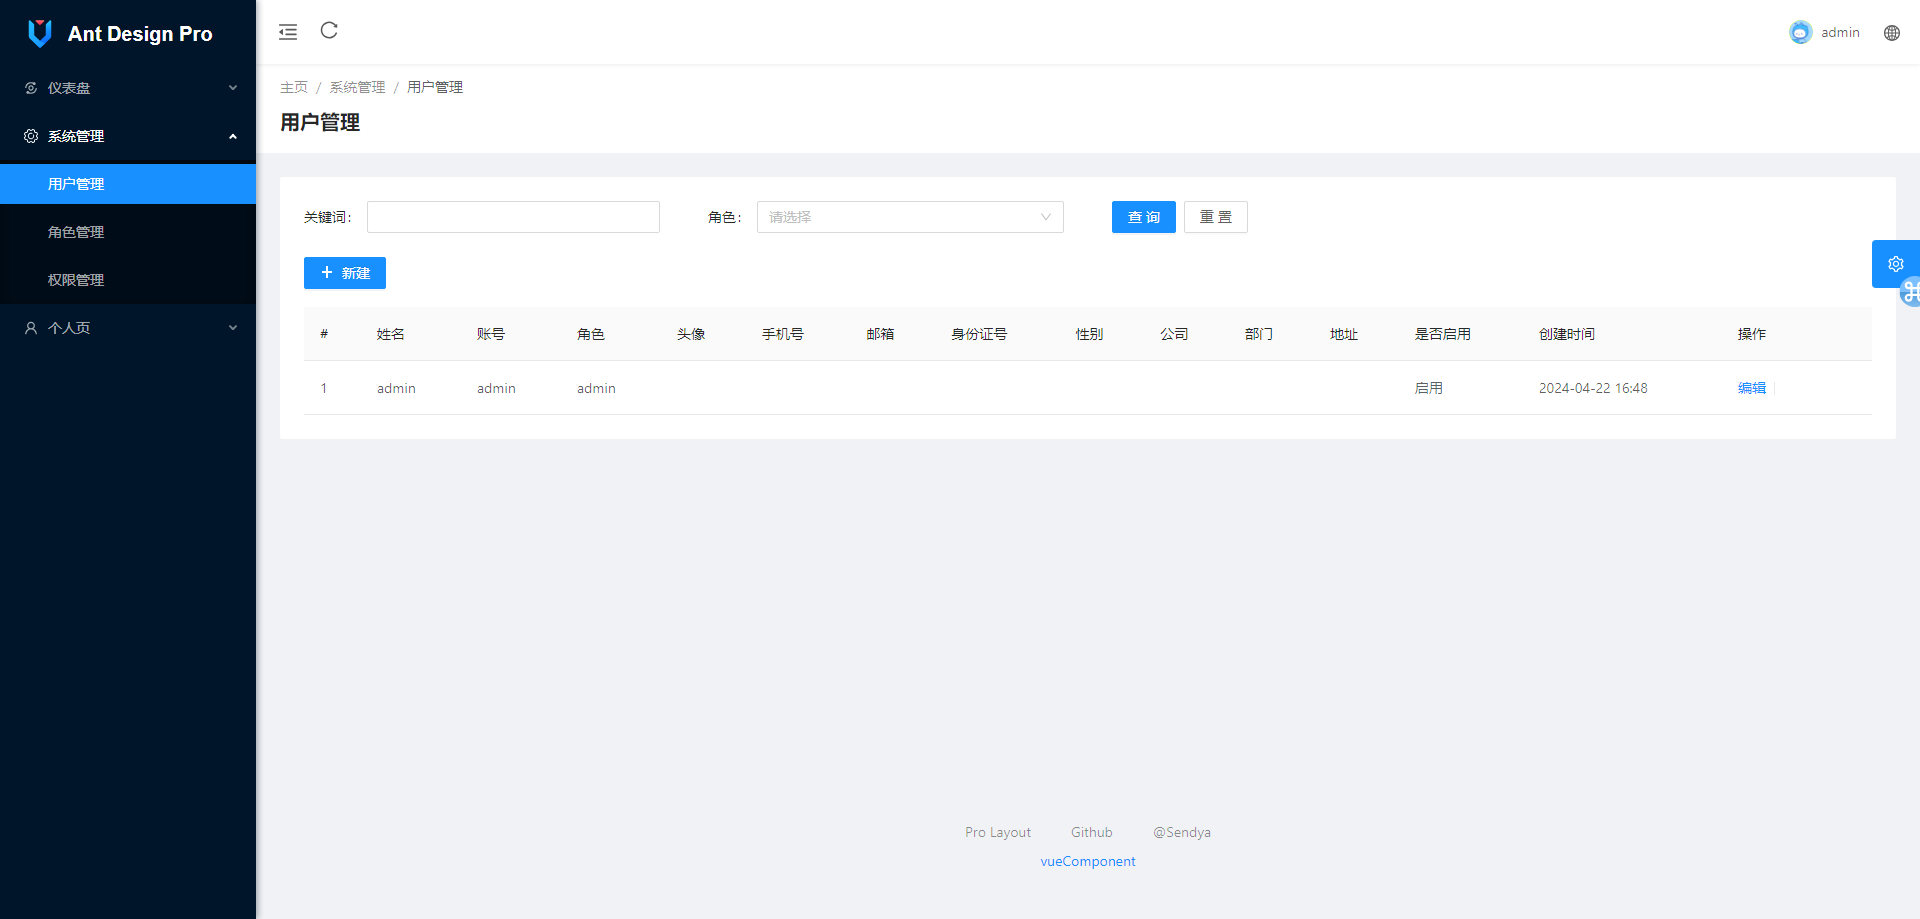 Ant Design Pro
admin
仪表盘
系统管理
用户管理
角色管理
权限管理
个人页
主页 / 系统管理 / 用户管理
用户管理
关键词: 角色: 请选择 查 询 重 置
+ 新建
# 姓名 账号 角色 头像 手机号 邮箱 身份证号 性别 公司 部门 地址 是否启用 创建时间 操作
1 admin admin admin 启用 2024-04-22 16:48 编辑
Pro Layout Github @Sendya
vueComponent